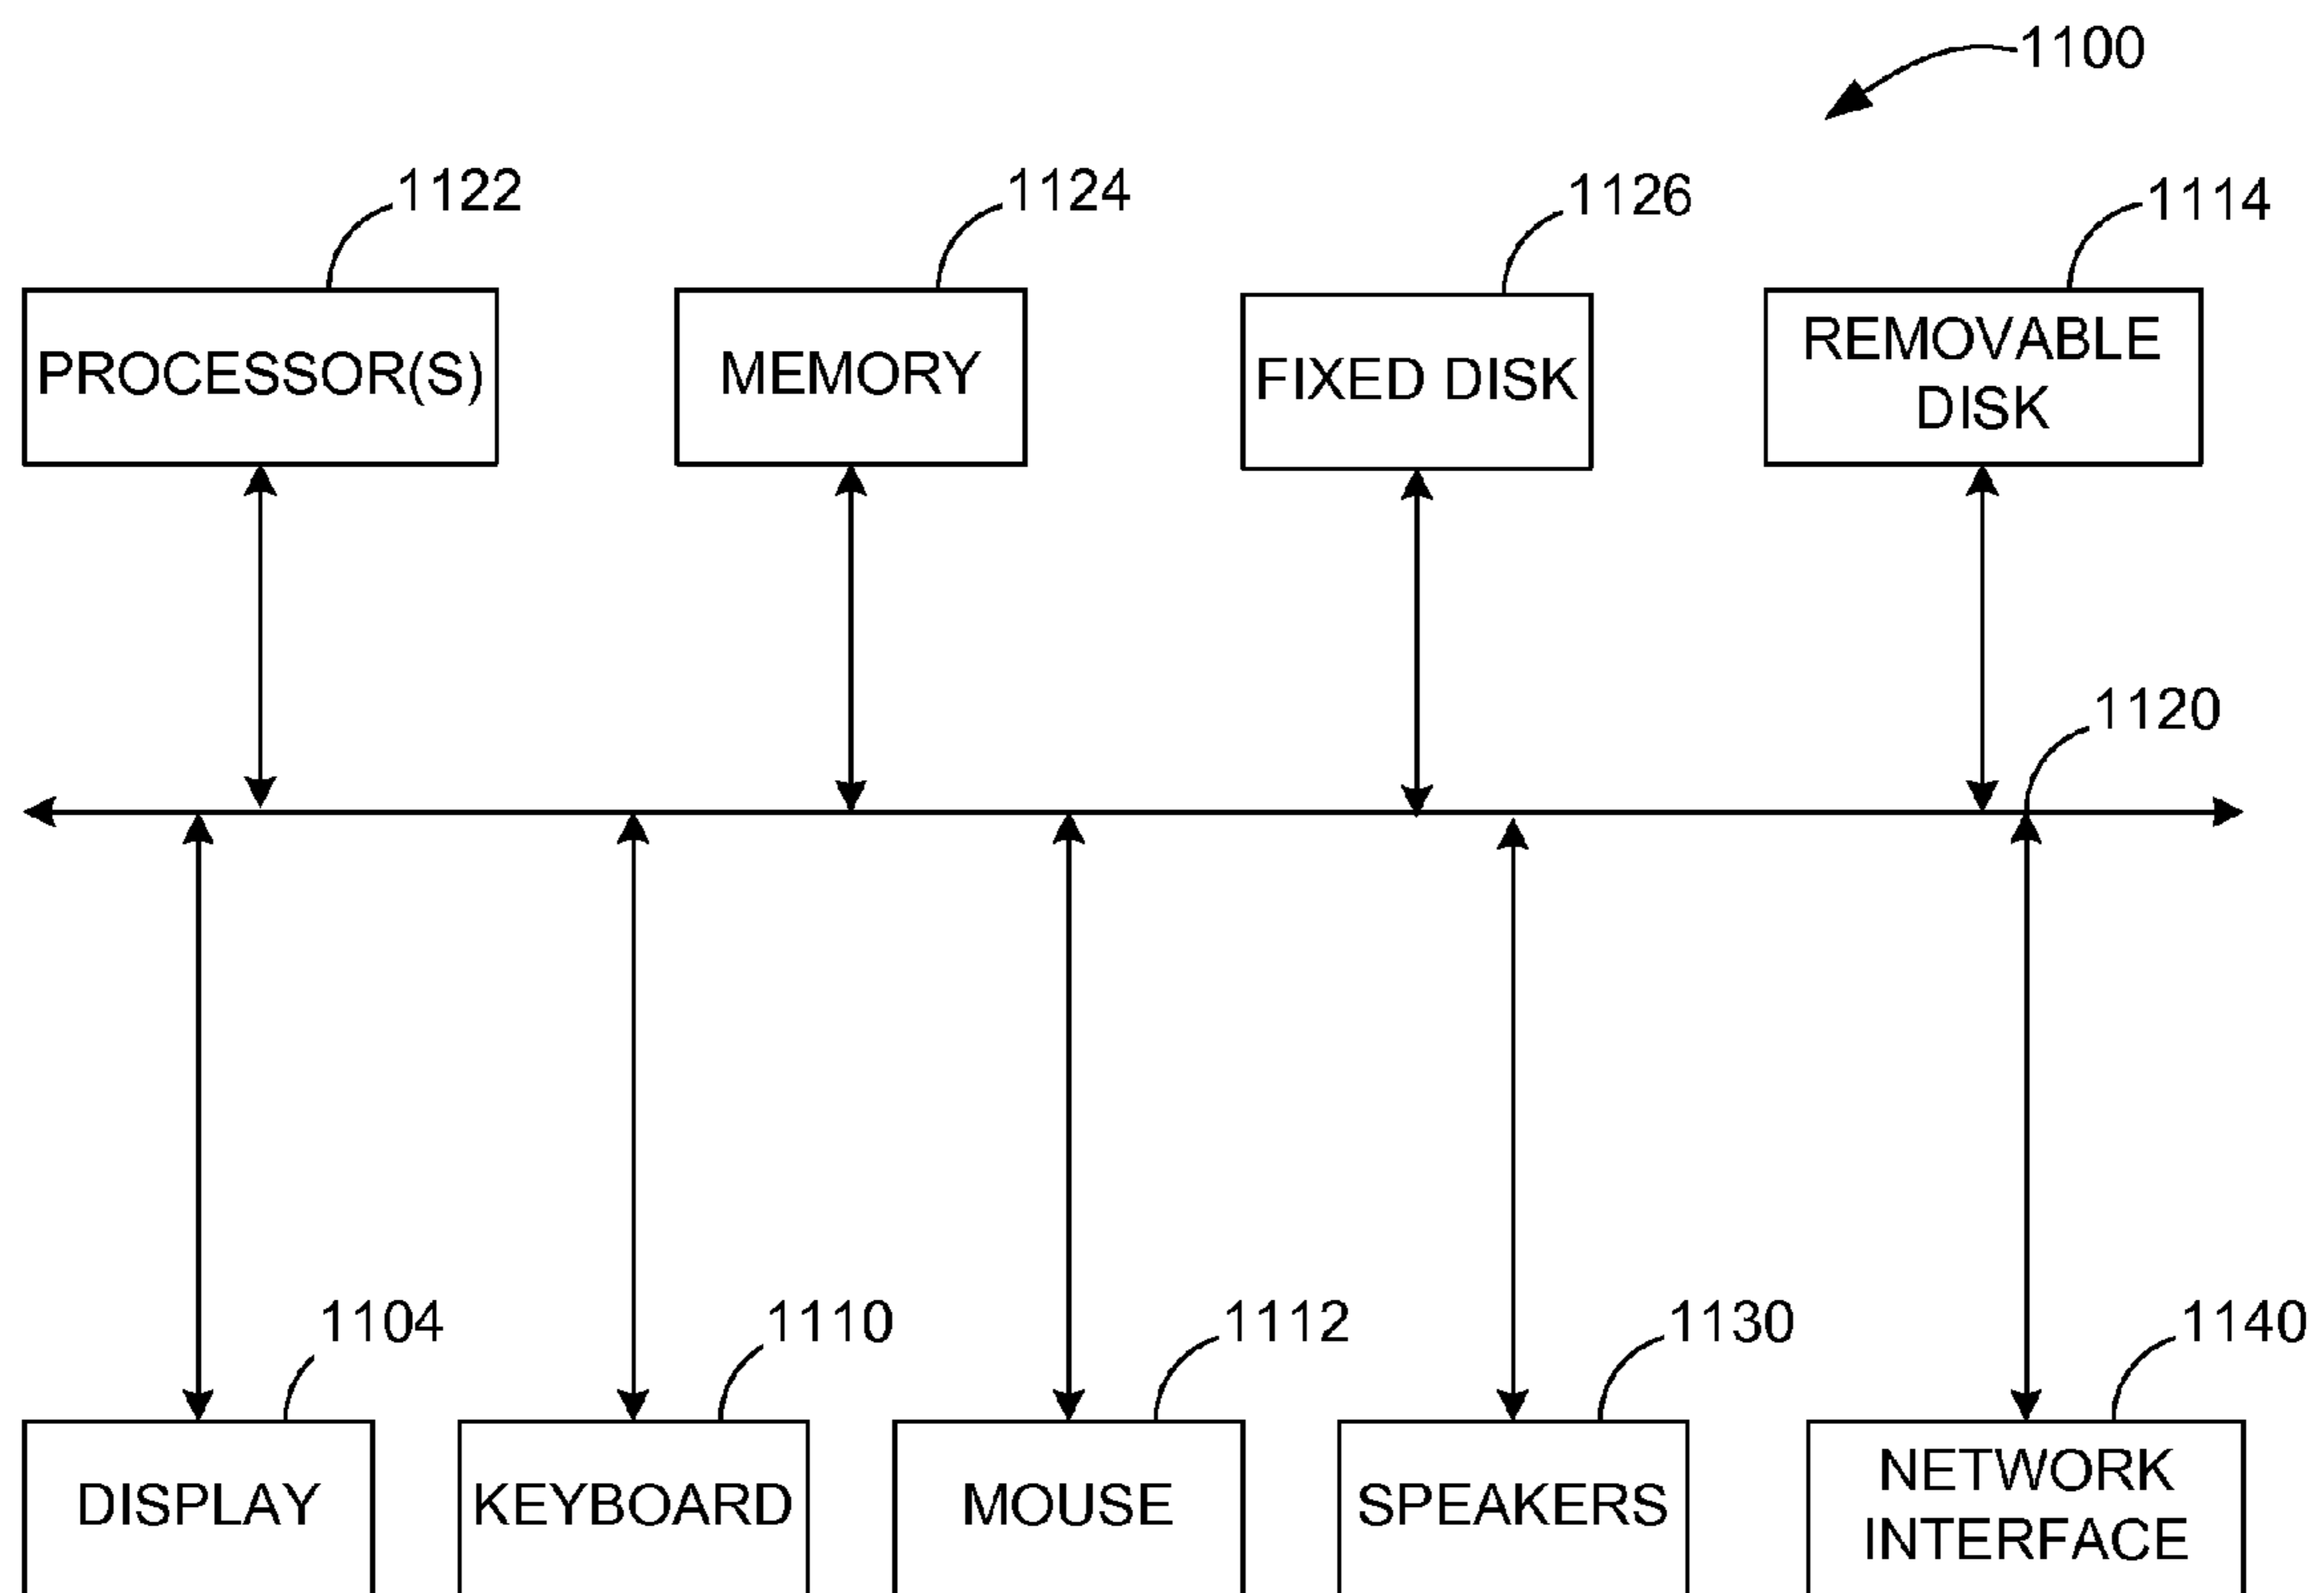 1100
1122
1124
1126
1114
PROCESSOR(S)
MEMORY
FIXED DISK
REMOVABLE
DISK
1120
1104
1110
1112
1130
1140
DISPLAY
KEYBOARD
MOUSE
SPEAKERS
NETWORK
INTERFACE